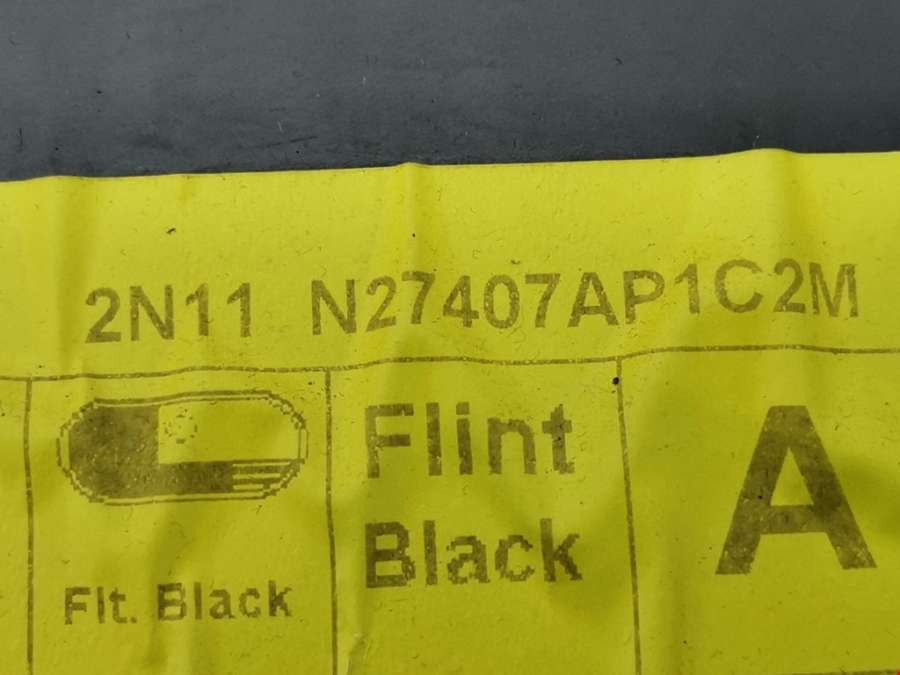 2N11 N27407AP1C2M
Flint
Black
A
Flt. Black